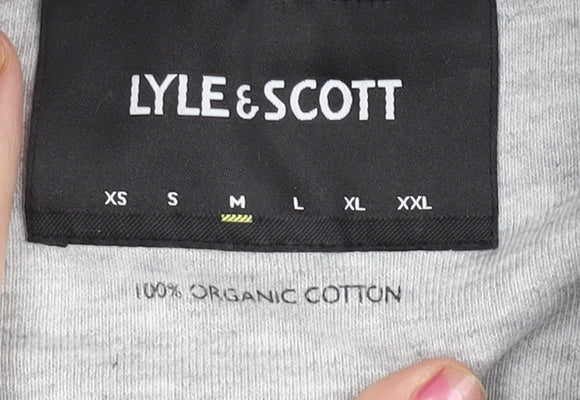 LYLE & SCOTT
XS S M L XL XXL
100% ORGANIC COTTON